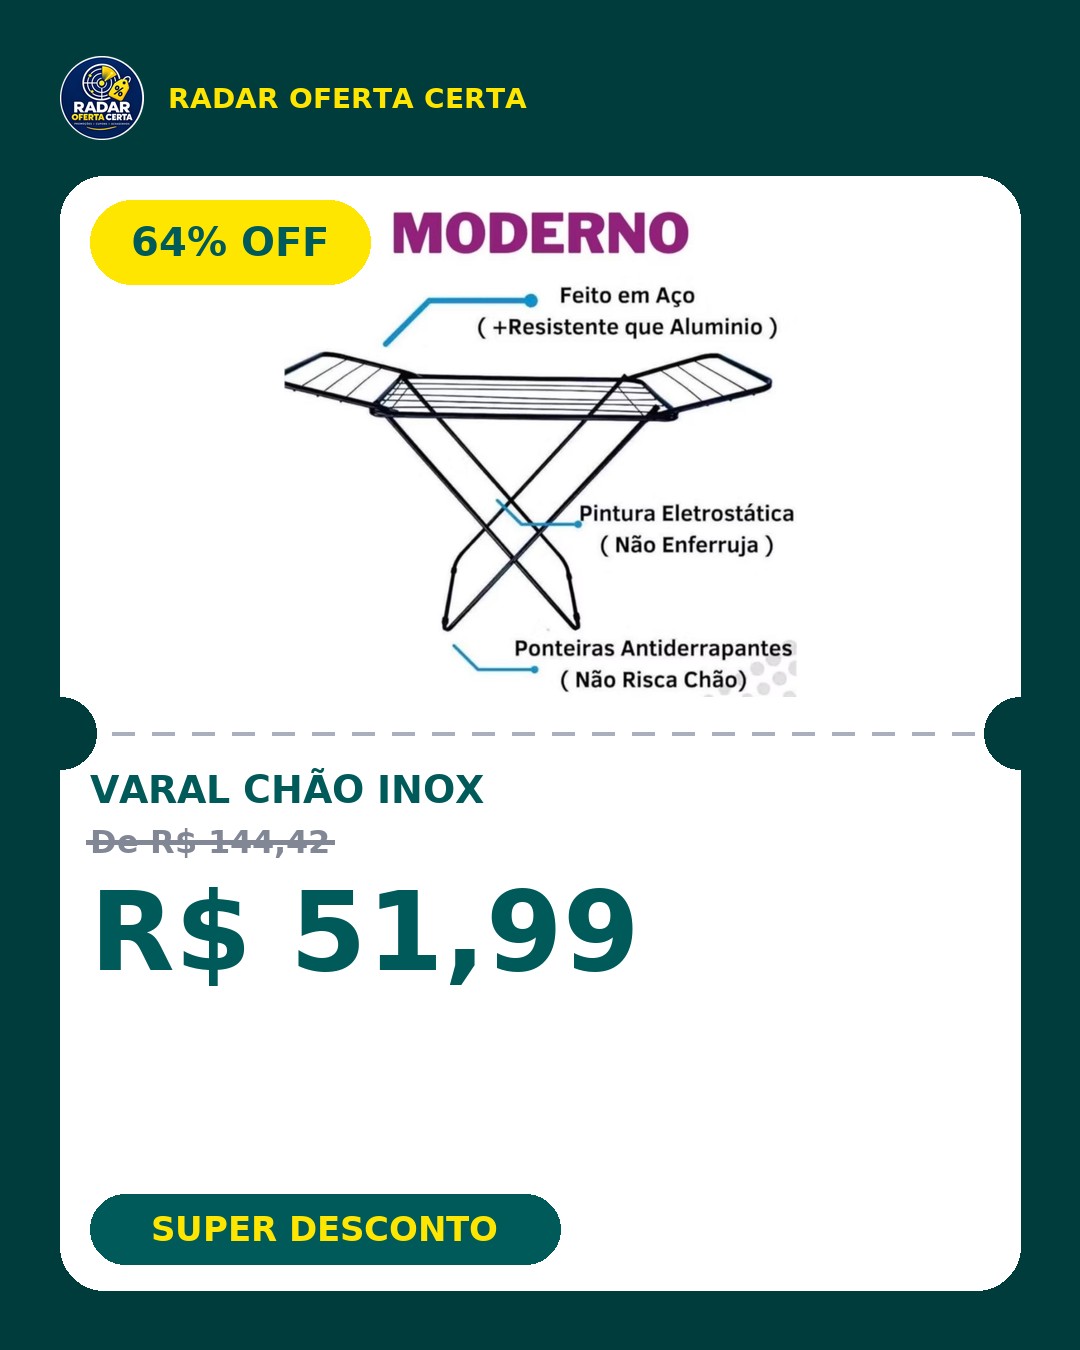 RADAR
OFERTA CERTA
RADAR OFERTA CERTA
64% OFF
MODERNO
Feito em Aço
( +Resistente que Aluminio )
Pintura Eletrostática
( Não Enferruja )
Ponteiras Antiderrapantes
( Não Risca Chão)
VARAL CHÃO INOX
De R$ 144,42
R$ 51,99
SUPER DESCONTO